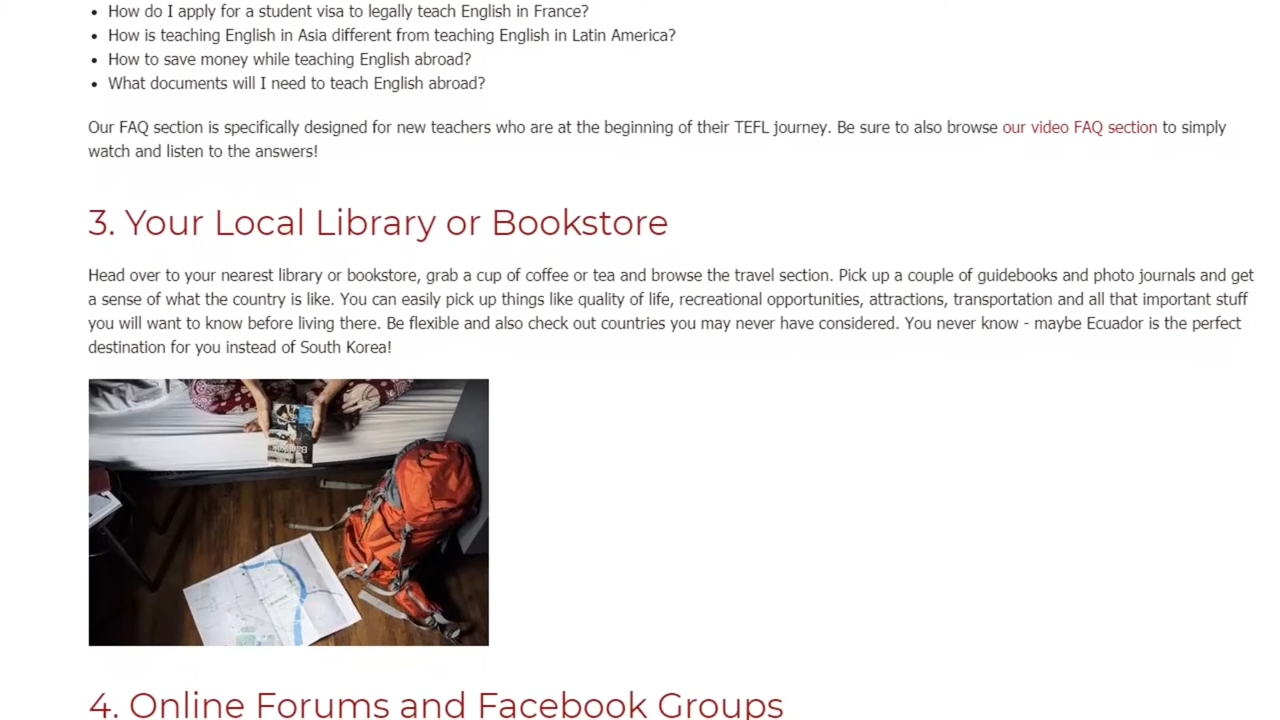 How do I apply for a student visa to legally teach English in France?
How is teaching English in Asia different from teaching English in Latin America?
How to save money while teaching English abroad?
What documents will I need to teach English abroad?
Our FAQ section is specifically designed for new teachers who are at the beginning of their TEFL journey. Be sure to also browse our video FAQ section to simply
watch and listen to the answers!
3. Your Local Library or Bookstore
Head over to your nearest library or bookstore, grab a cup of coffee or tea and browse the travel section. Pick up a couple of guidebooks and photo journals and get
a sense of what the country is like. You can easily pick up things like quality of life, recreational opportunities, attractions, transportation and all that important stuff
you will want to know before living there. Be flexible and also check out countries you may never have considered. You never know - maybe Ecuador is the perfect
destination for you instead of South Korea!
4. Online Forums and Facebook Groups